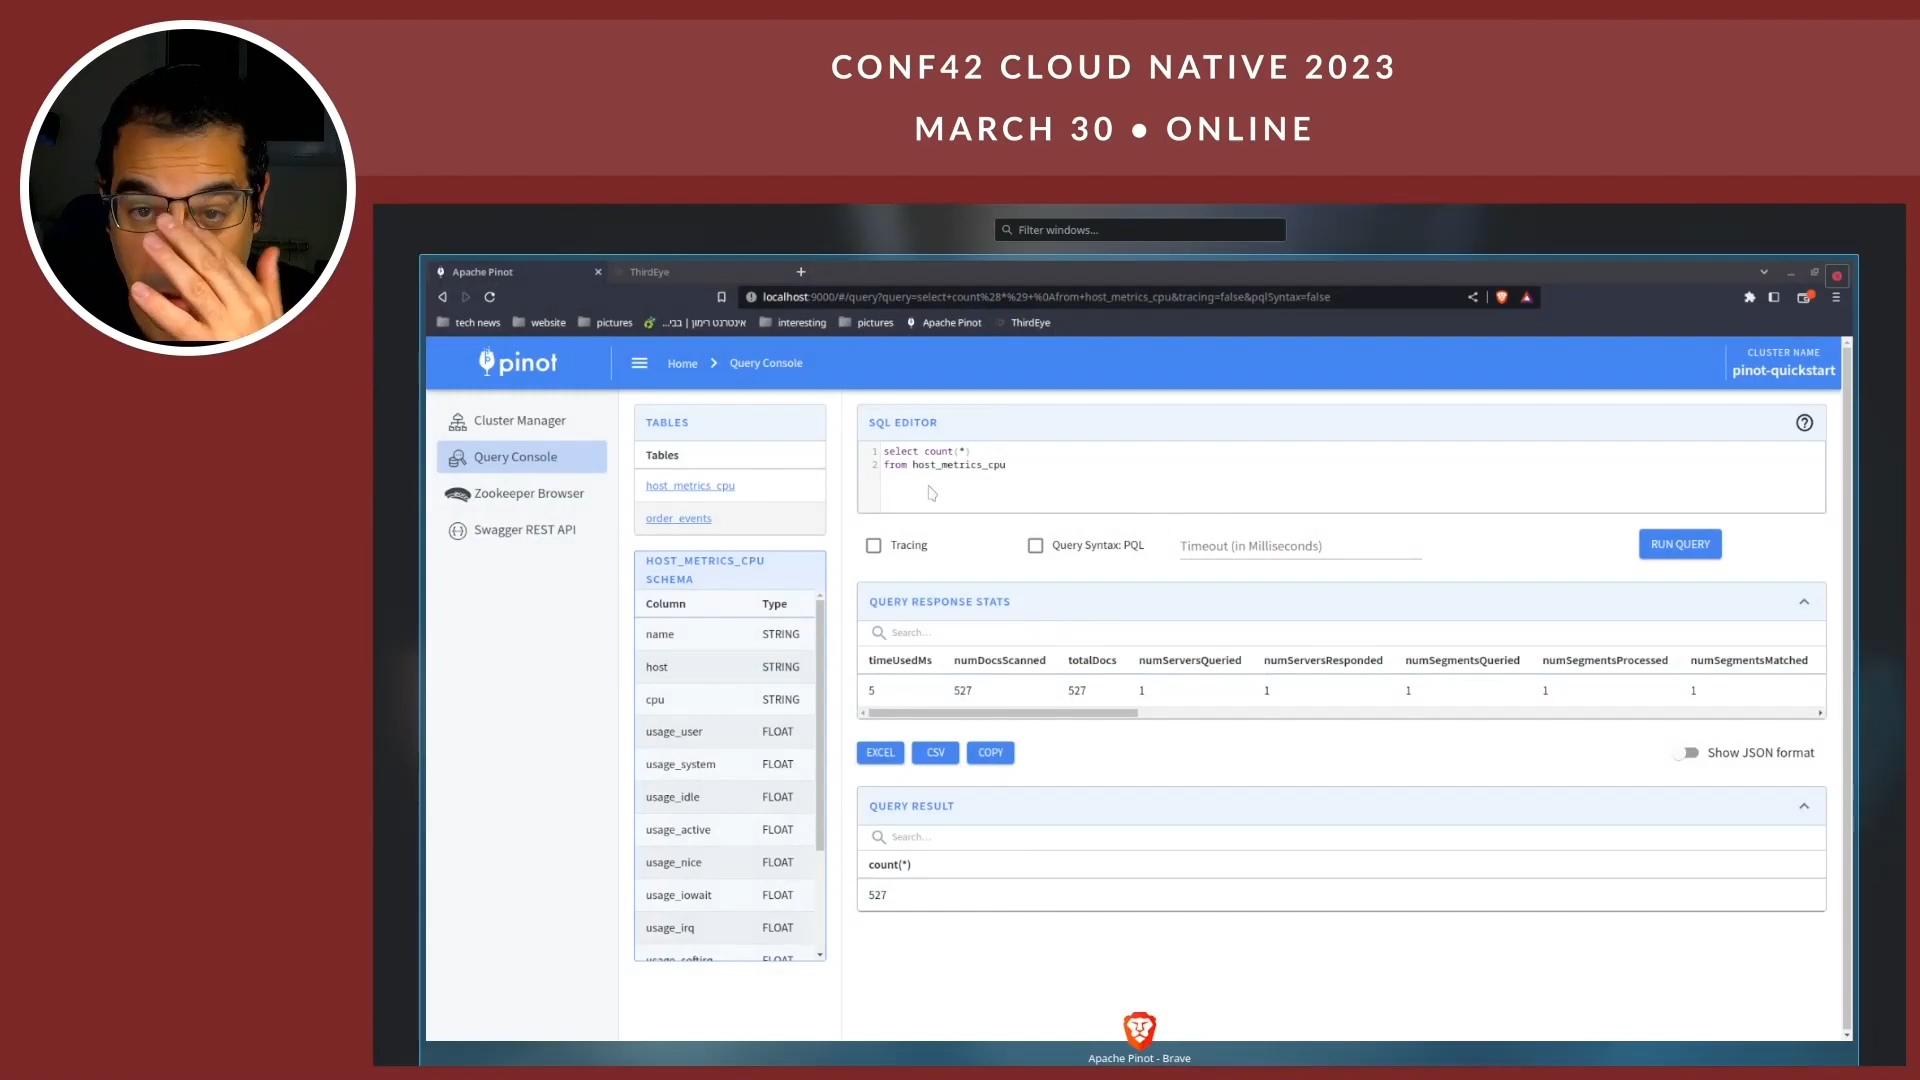 CONF42 CLOUD NATIVE 2023
MARCH 30 • ONLINE
Filter windows...
Apache Pinot
ThirdEye
localhost:9000/#/query?query=select+count%28*%29+%0Afrom+host_metrics_cpu&tracing=false&pqlSyntax=false
tech news
website
pictures
אינטרנט רימון | בבי...
interesting
pictures
Apache Pinot
ThirdEye
pinot
Home
Query Console
CLUSTER NAME
pinot-quickstart
Cluster Manager
Query Console
Zookeeper Browser
Swagger REST API
TABLES
Tables
host_metrics_cpu
order_events
HOST_METRICS_CPU
SCHEMA
Column Type
name STRING
host STRING
cpu STRING
usage_user FLOAT
usage_system FLOAT
usage_idle FLOAT
usage_active FLOAT
usage_nice FLOAT
usage_iowait FLOAT
usage_irq FLOAT
usage_softirq FLOAT
SQL EDITOR
1 select count(*)
2 from host_metrics_cpu
Tracing
Query Syntax: PQL
Timeout (in Milliseconds)
RUN QUERY
QUERY RESPONSE STATS
Search...
timeUsedMs numDocsScanned totalDocs numServersQueried numServersResponded numSegmentsQueried numSegmentsProcessed numSegmentsMatched
5 527 527 1 1 1 1 1
EXCEL
CSV
COPY
Show JSON format
QUERY RESULT
Search...
count(*)
527
Apache Pinot - Brave